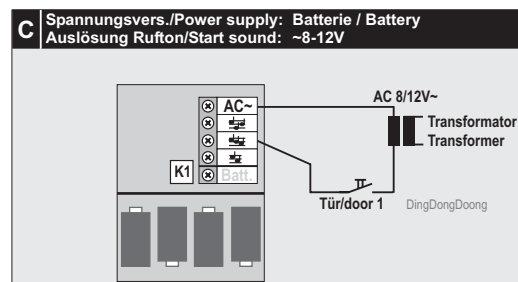 C
Spannungsvers./Power supply: Batterie / Battery
Auslösung Rufton/Start sound: ~8-12V
AC~
K1
Batt.
AC 8/12V~
Transformator
Transformer
Tür/door 1
DingDongDoong